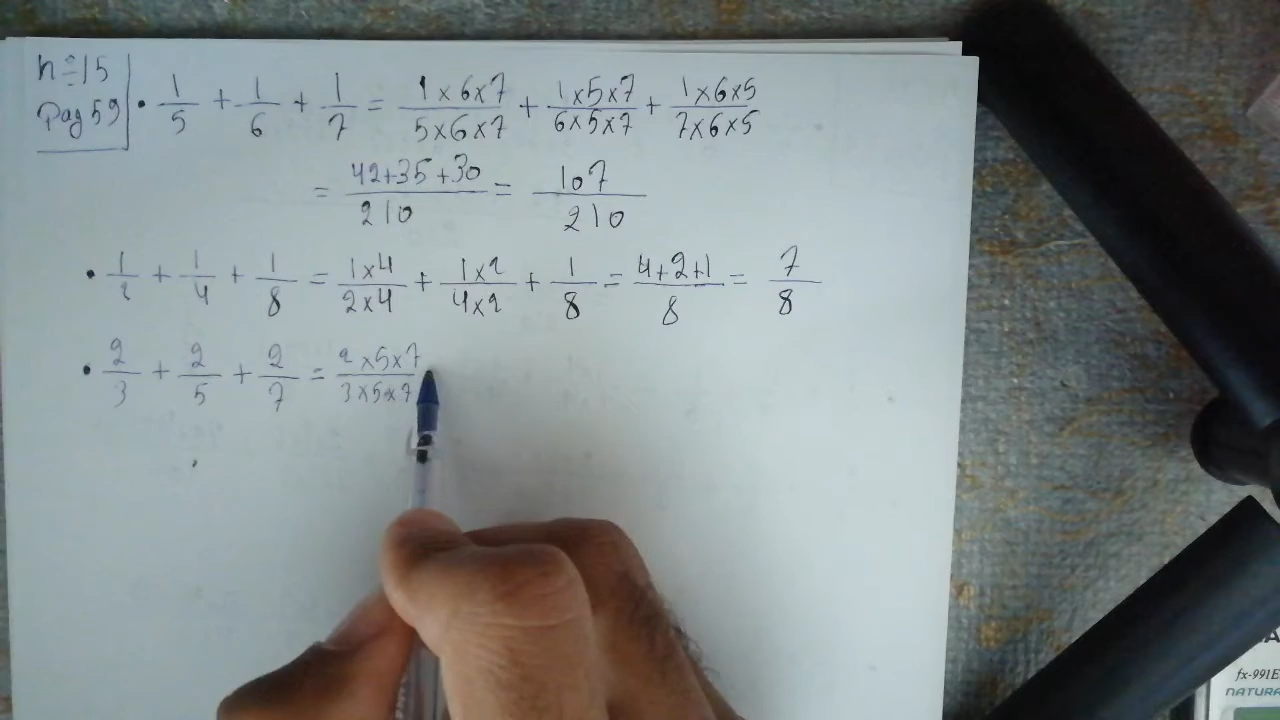 n°15
Pag 59
• 1/5 + 1/6 + 1/7 = 1×6×7/5×6×7 + 1×5×7/6×5×7 + 1×6×5/7×6×5
= 42+35+30/210 = 107/210
• 1/2 + 1/4 + 1/8 = 1×4/2×4 + 1×2/4×2 + 1/8 = 4+2+1/8 = 7/8
• 2/3 + 2/5 + 2/7 = 2×5×7/3×5×7
fx-991E
NATURA